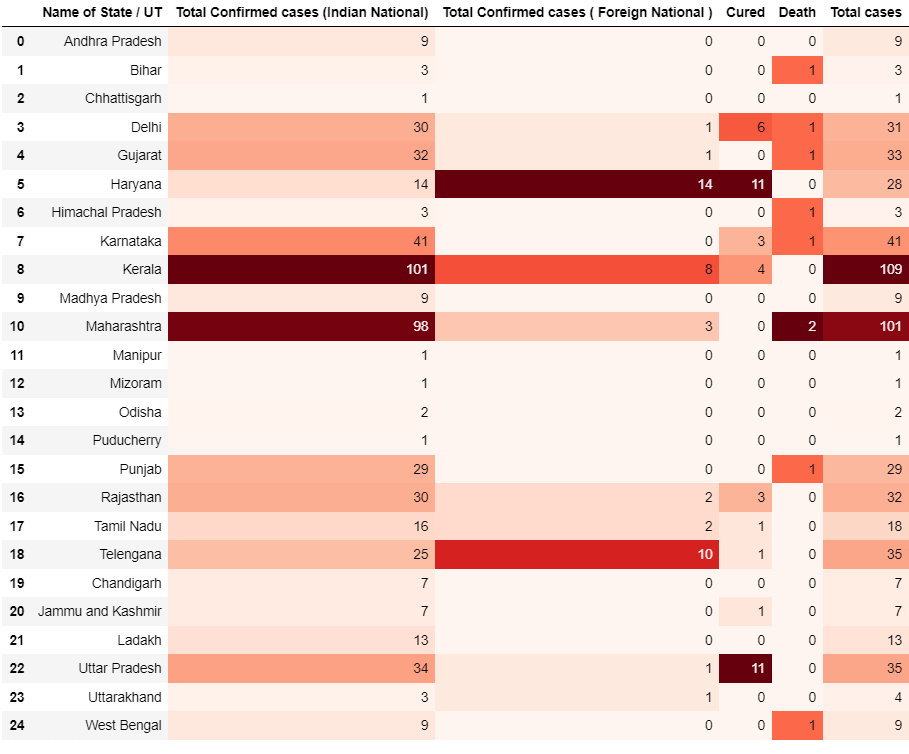 Name of State / UT Total Confirmed cases (Indian National) Total Confirmed cases ( Foreign National ) Cured Death Total cases
0 Andhra Pradesh 9 0 0 0 9
1 Bihar 3 0 0 1 3
2 Chhattisgarh 1 0 0 0 1
3 Delhi 30 1 6 1 31
4 Gujarat 32 1 0 1 33
5 Haryana 14 14 11 0 28
6 Himachal Pradesh 3 0 0 1 3
7 Karnataka 41 0 3 1 41
8 Kerala 101 8 4 0 109
9 Madhya Pradesh 9 0 0 0 9
10 Maharashtra 98 3 0 2 101
11 Manipur 1 0 0 0 1
12 Mizoram 1 0 0 0 1
13 Odisha 2 0 0 0 2
14 Puducherry 1 0 0 0 1
15 Punjab 29 0 0 1 29
16 Rajasthan 30 2 3 0 32
17 Tamil Nadu 16 2 1 0 18
18 Telengana 25 10 1 0 35
19 Chandigarh 7 0 0 0 7
20 Jammu and Kashmir 7 0 1 0 7
21 Ladakh 13 0 0 0 13
22 Uttar Pradesh 34 1 11 0 35
23 Uttarakhand 3 1 0 0 4
24 West Bengal 9 0 0 1 9